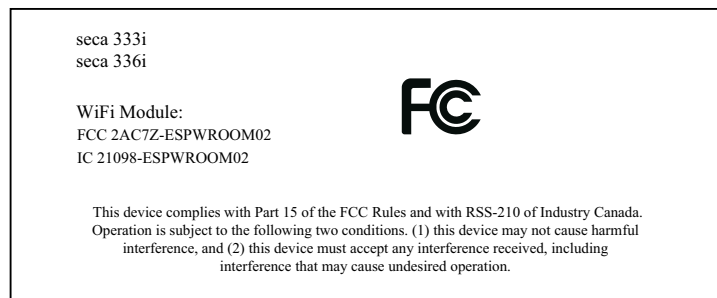 seca 333i
seca 336i
WiFi Module:
FCC 2AC7Z-ESPWROOM02
IC 21098-ESPWROOM02
FC
This device complies with Part 15 of the FCC Rules and with RSS-210 of Industry Canada.
Operation is subject to the following two conditions. (1) this device may not cause harmful
interference, and (2) this device must accept any interference received, including
interference that may cause undesired operation.